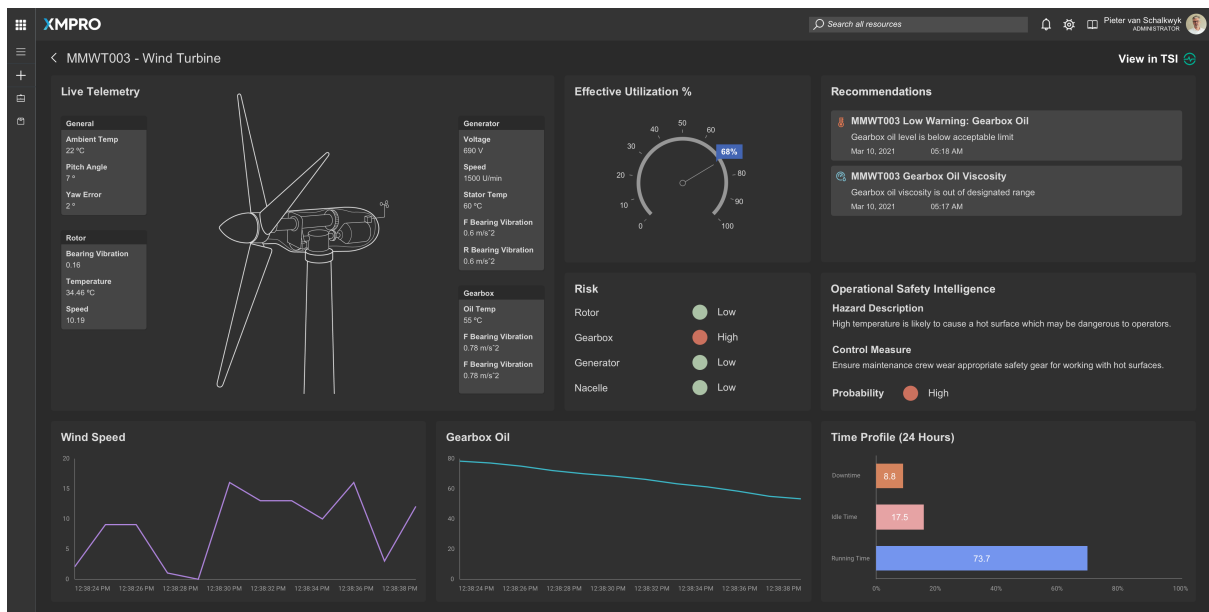 XMPRO
Search all resources
Pieter van Schalkwyk
ADMINISTRATOR
MMWT003 - Wind Turbine
View in TSI
Live Telemetry
General
Ambient Temp
22 ºC
Pitch Angle
7 º
Yaw Error
2 º
Rotor
Bearing Vibration
0.16
Temperature
34.46 ºC
Speed
10.19
Generator
Voltage
690 V
Speed
1500 U/min
Stator Temp
60 ºC
F Bearing Vibration
0.6 m/sˆ2
R Bearing Vibration
0.6 m/sˆ2
Gearbox
Oil Temp
55 ºC
F Bearing Vibration
0.78 m/sˆ2
F Bearing Vibration
0.78 m/sˆ2
Effective Utilization %
0
10
20
30
40
50
60
68%
80
90
100
Recommendations
MMWT003 Low Warning: Gearbox Oil
Gearbox oil level is below acceptable limit
Mar 10, 2021 05:18 AM
MMWT003 Gearbox Oil Viscosity
Gearbox oil viscosity is out of designated range
Mar 10, 2021 05:17 AM
Risk
Rotor Low
Gearbox High
Generator Low
Nacelle Low
Operational Safety Intelligence
Hazard Description
High temperature is likely to cause a hot surface which may be dangerous to operators.
Control Measure
Ensure maintenance crew wear appropriate safety gear for working with hot surfaces.
Probability High
Wind Speed
20
15
10
5
0
12:38:24 PM 12:38:26 PM 12:38:28 PM 12:38:30 PM 12:38:32 PM 12:38:34 PM 12:38:36 PM 12:38:38 PM
Gearbox Oil
80
60
40
20
0
12:38:24 PM 12:38:26 PM 12:38:28 PM 12:38:30 PM 12:38:32 PM 12:38:34 PM 12:38:36 PM 12:38:38 PM
Time Profile (24 Hours)
Downtime 8.8
Idle Time 17.5
Running Time 73.7
0% 20% 40% 60% 80% 100%